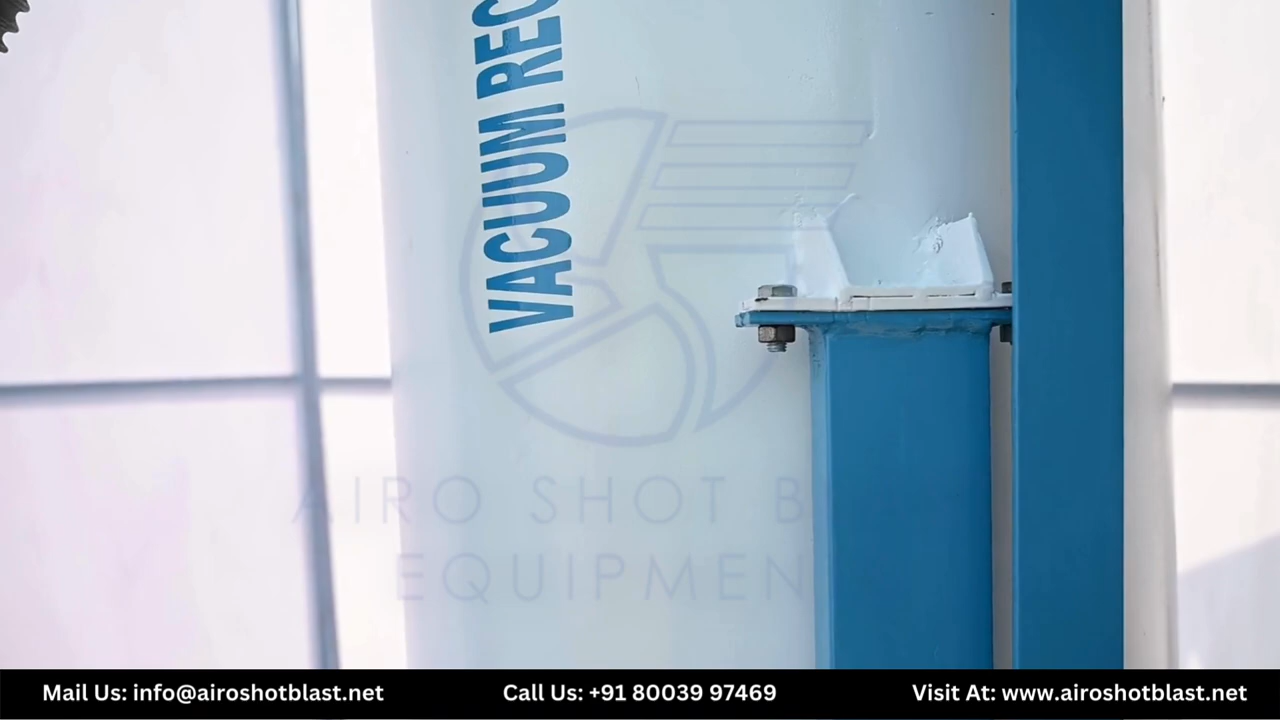 VACUUM REC
AIRO SHOT B
EQUIPMEN
Mail Us: info@airoshotblast.net
Call Us: +91 80039 97469
Visit At: www.airoshotblast.net